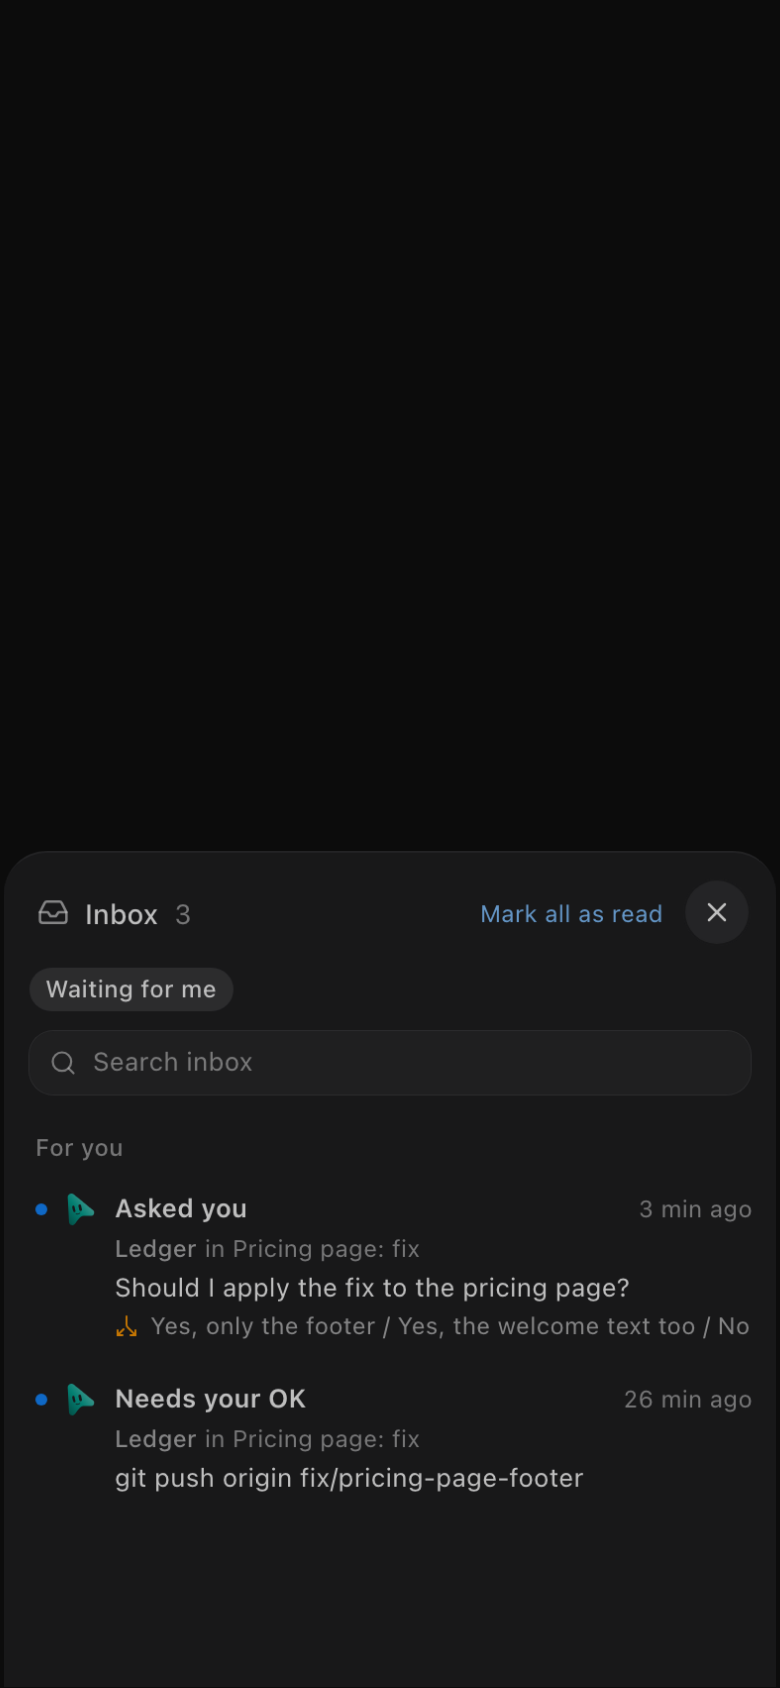 Inbox 3
Mark all as read
Waiting for me
Search inbox
For you
Asked you
3 min ago
Ledger in Pricing page: fix
Should I apply the fix to the pricing page?
Yes, only the footer / Yes, the welcome text too / No
Needs your OK
26 min ago
Ledger in Pricing page: fix
git push origin fix/pricing-page-footer